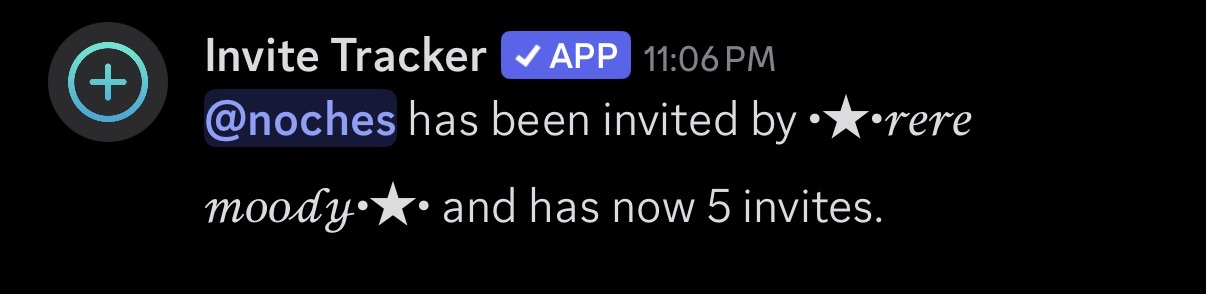 Invite Tracker ✓ APP 11:06 PM
@noches has been invited by •★•𝓇𝑒𝓇𝑒
𝓂𝑜𝑜𝒹𝓎•★• and has now 5 invites.